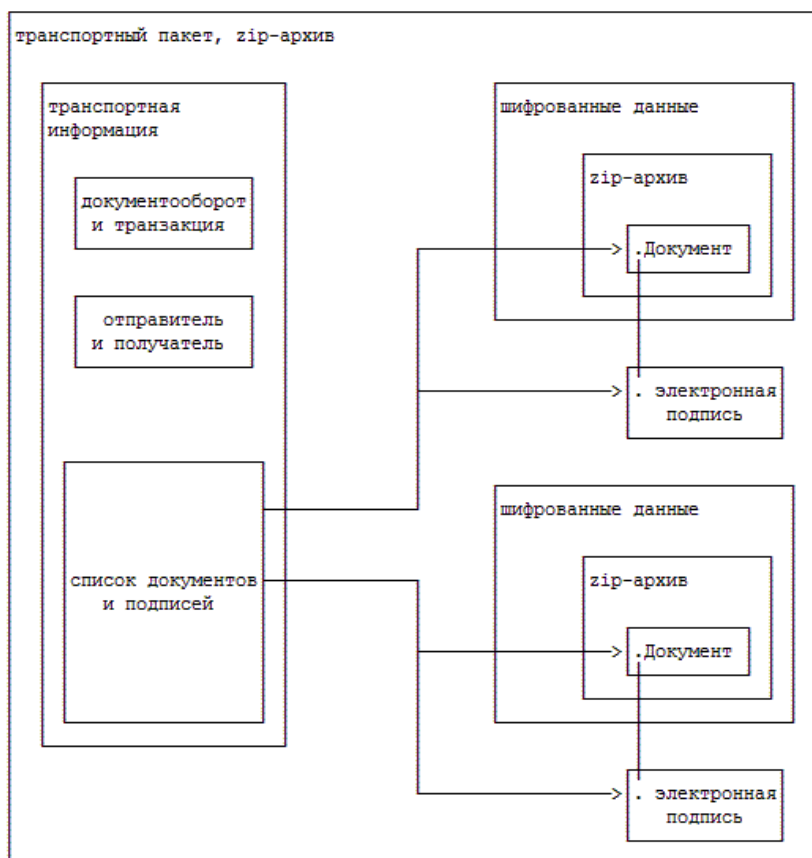 транспортный пакет, zip-архив
транспортная
информация
документооборот
и транзакция
отправитель
и получатель
список документов
и подписей
шифрованные данные
zip-архив
.Документ
. электронная
подпись
шифрованные данные
zip-архив
.Документ
. электронная
подпись